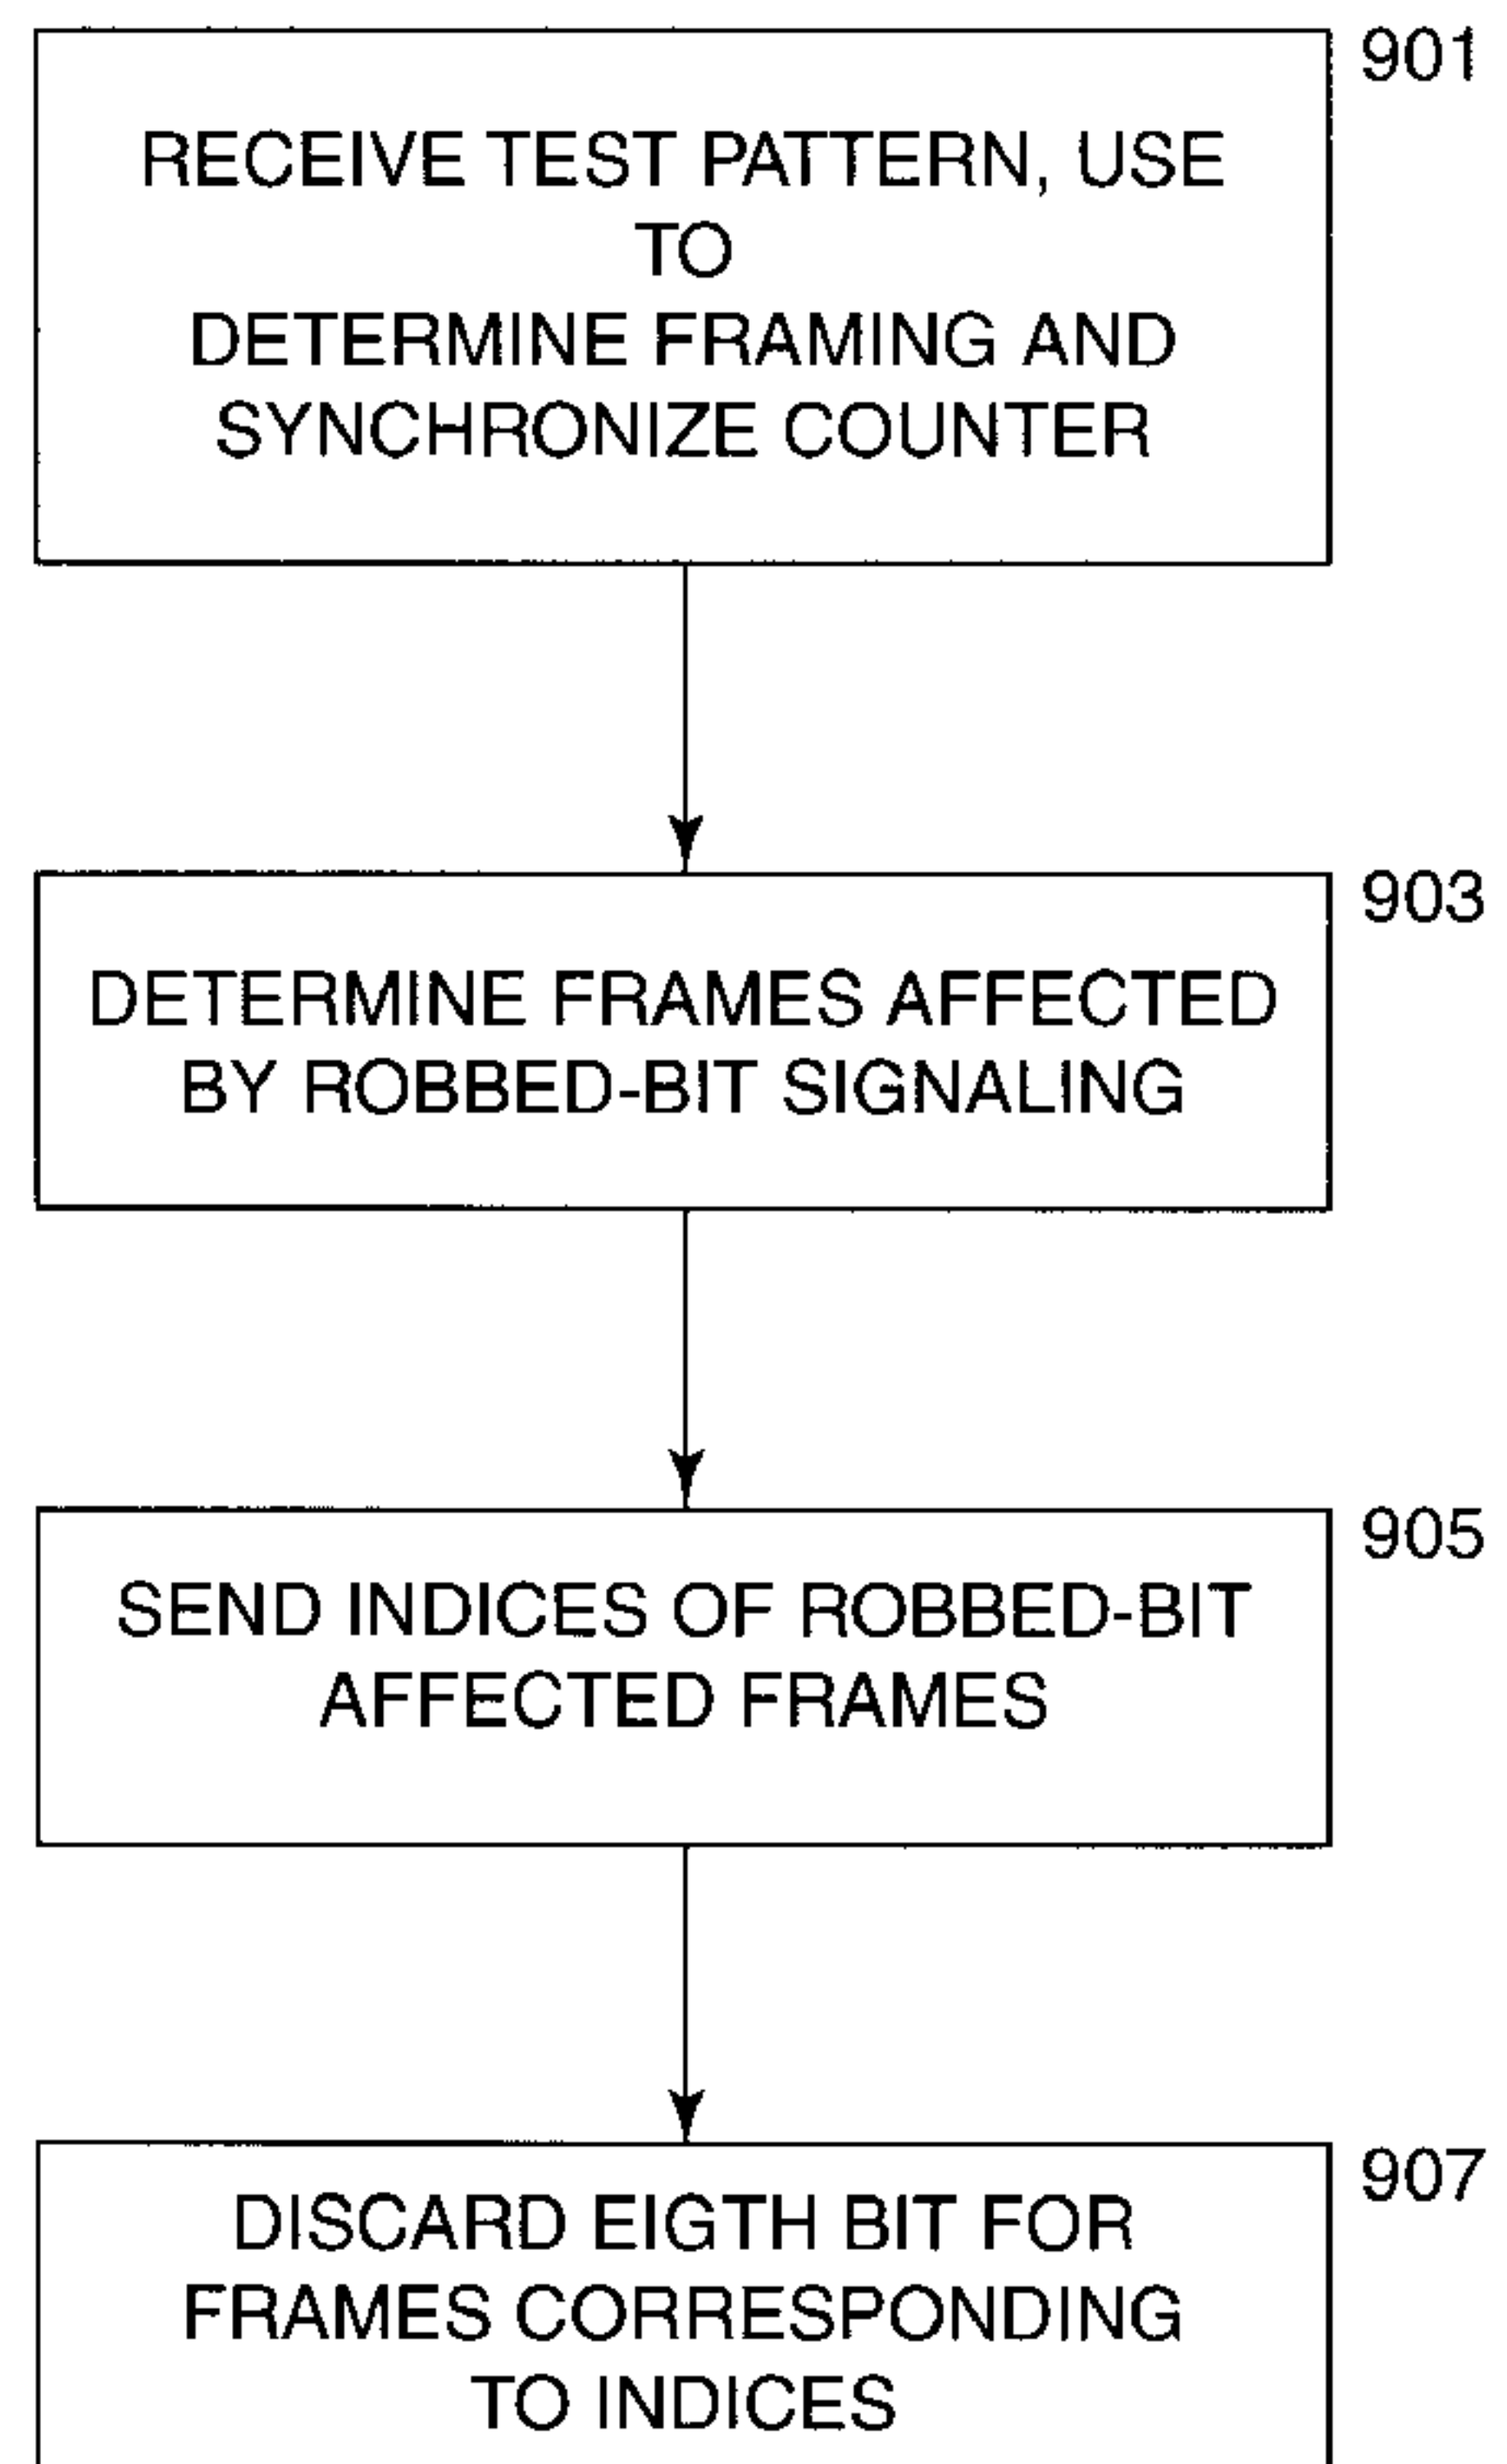 901
RECEIVE TEST PATTERN, USE
TO
DETERMINE FRAMING AND
SYNCHRONIZE COUNTER
903
DETERMINE FRAMES AFFECTED
BY ROBBED-BIT SIGNALING
905
SEND INDICES OF ROBBED-BIT
AFFECTED FRAMES
907
DISCARD EIGTH BIT FOR
FRAMES CORRESPONDING
TO INDICES